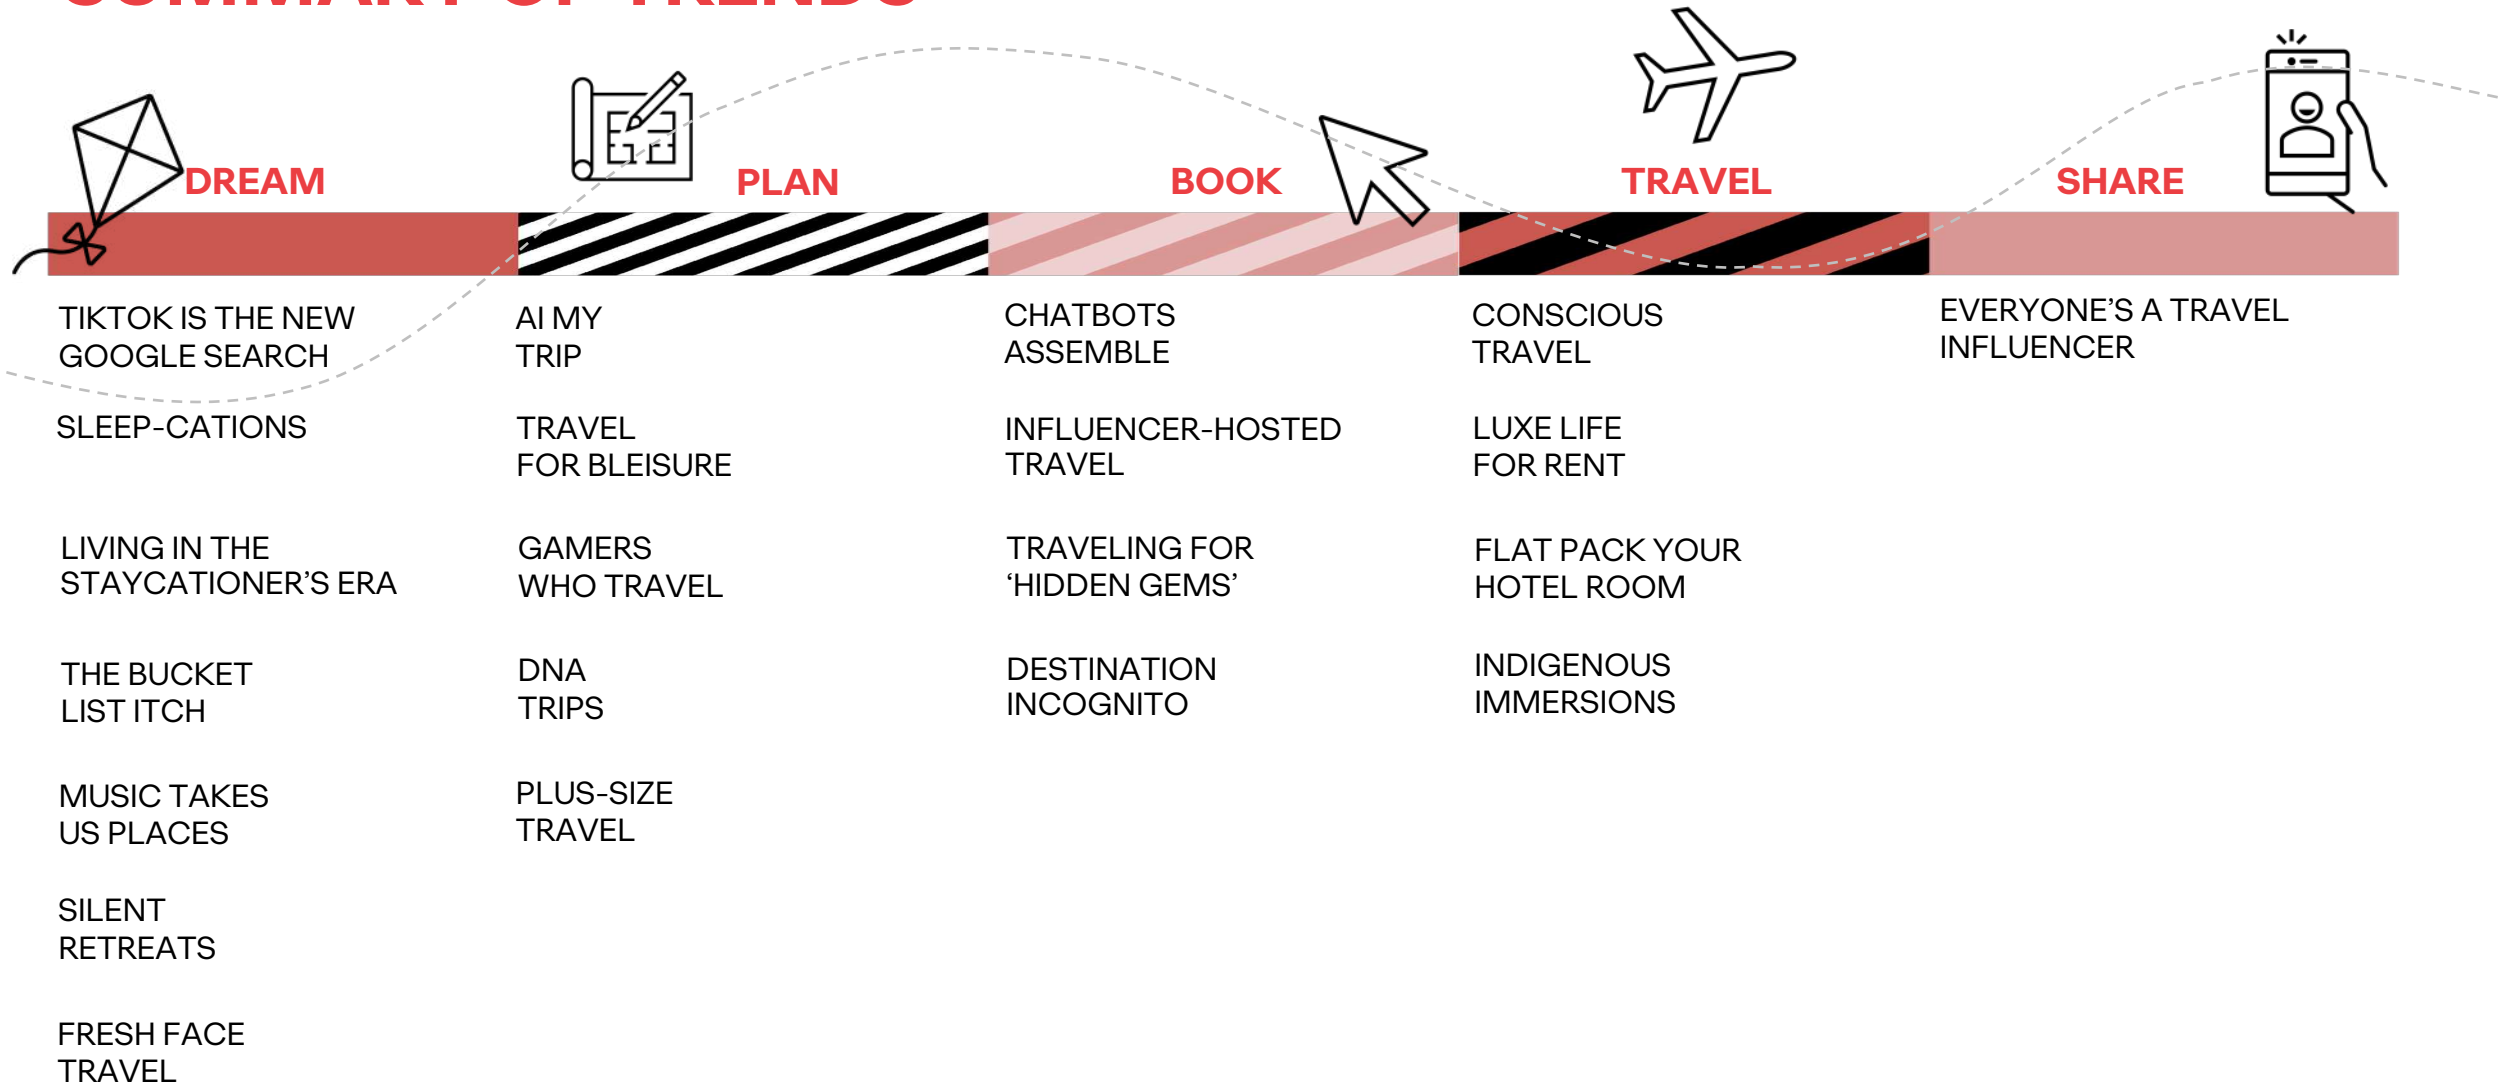 SUMMARY OF TRENDS
DREAM
PLAN
BOOK
TRAVEL
SHARE
TIKTOK IS THE NEW
GOOGLE SEARCH
SLEEP-CATIONS
LIVING IN THE
STAYCATIONER’S ERA
THE BUCKET
LIST ITCH
MUSIC TAKES
US PLACES
SILENT
RETREATS
FRESH FACE
TRAVEL
AI MY
TRIP
TRAVEL
FOR BLEISURE
GAMERS
WHO TRAVEL
DNA
TRIPS
PLUS-SIZE
TRAVEL
CHATBOTS
ASSEMBLE
INFLUENCER-HOSTED
TRAVEL
TRAVELING FOR
‘HIDDEN GEMS’
DESTINATION
INCOGNITO
CONSCIOUS
TRAVEL
LUXE LIFE
FOR RENT
FLAT PACK YOUR
HOTEL ROOM
INDIGENOUS
IMMERSIONS
EVERYONE’S A TRAVEL
INFLUENCER